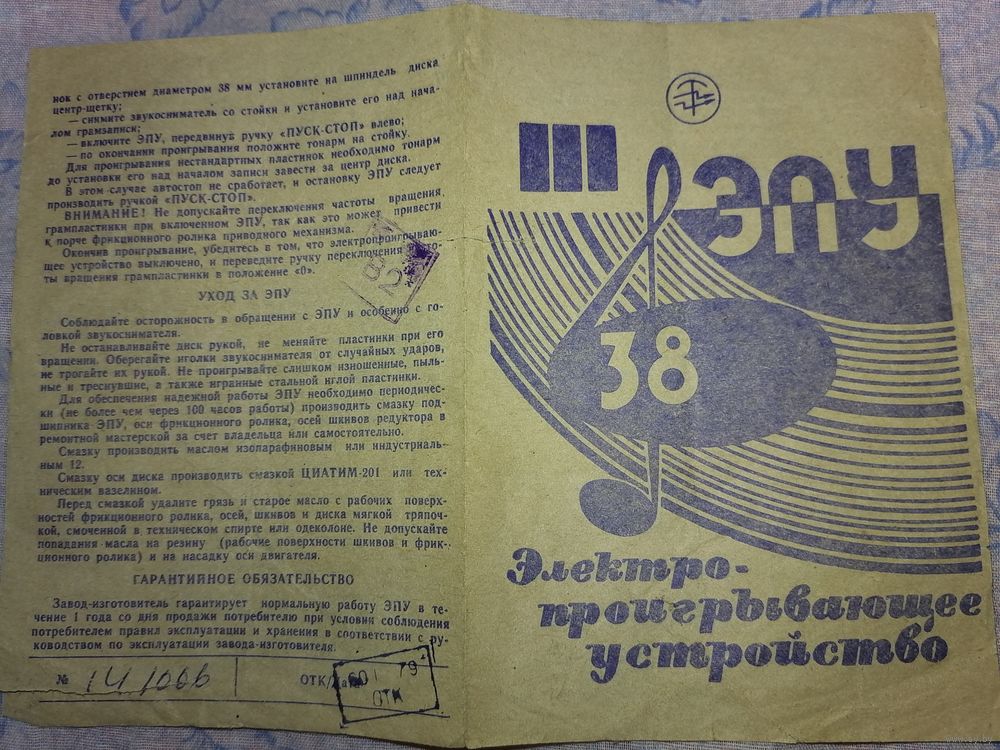 нок с отверстием диаметром 38 мм установите на шпиндель диска
центр-щетку;
— снимите звукосниматель со стойки и установите его над нача-
лом грамзаписи;
— включите ЭПУ, передвинув ручку «ПУСК-СТОП» влево;
— по окончании проигрывания положите тонарм на стойку.
Для проигрывания нестандартных пластинок необходимо тонарм
до установки его над началом записи завести за центр диска.
В этом случае автостоп не сработает, и остановку ЭПУ следует
производить ручкой «ПУСК-СТОП».
ВНИМАНИЕ! Не допускайте переключения частоты вращения
грампластинки при включенном ЭПУ, так как это может привести
к порче фрикционного ролика приводного механизма.
Окончив проигрывание, убедитесь в том, что электропроигрываю-
щее устройство выключено, и переведите ручку переключения
ты вращения грампластинки в положение «0».
82
УХОД ЗА ЭПУ
Соблюдайте осторожность в обращении с ЭПУ и особенно с го-
ловкой звукоснимателя.
Не останавливайте диск рукой, не меняйте пластинки при его
вращении. Оберегайте иголки звукоснимателя от случайных ударов,
не трогайте их рукой. Не проигрывайте слишком изношенные, пыль-
ные и треснувшие, а также игранные стальной иглой пластинки.
Для обеспечения надежной работы ЭПУ необходимо периодичес-
ки (не более чем через 100 часов работы) производить смазку под-
шипника ЭПУ, оси фрикционного ролика, осей шкивов редуктора в
ремонтной мастерской за счет владельца или самостоятельно.
Смазку производить маслом изопарафиновым или индустриаль-
ным 12.
Смазку оси диска производить смазкой ЦИАТИМ-201 или тех-
ническим вазелином.
Перед смазкой удалите грязь и старое масло с рабочих поверх-
ностей фрикционного ролика, осей, шкивов и диска мягкой тряпоч-
кой, смоченной в техническом спирте или одеколоне. Не допускайте
попадания масла на резину (рабочие поверхности шкивов и фрик-
ционного ролика) и на насадку оси двигателя.
ГАРАНТИЙНОЕ ОБЯЗАТЕЛЬСТВО
Завод-изготовитель гарантирует нормальную работу ЭПУ в те-
чение 1 года со дня продажи потребителю при условии соблюдения
потребителем правил эксплуатации и хранения в соответствии с ру-
ководством по эксплуатации завода-изготовителя.
№ 141066 ОТК
79
ОТК
III ЭПУ
38
Электро-
проигрывающее
устройство